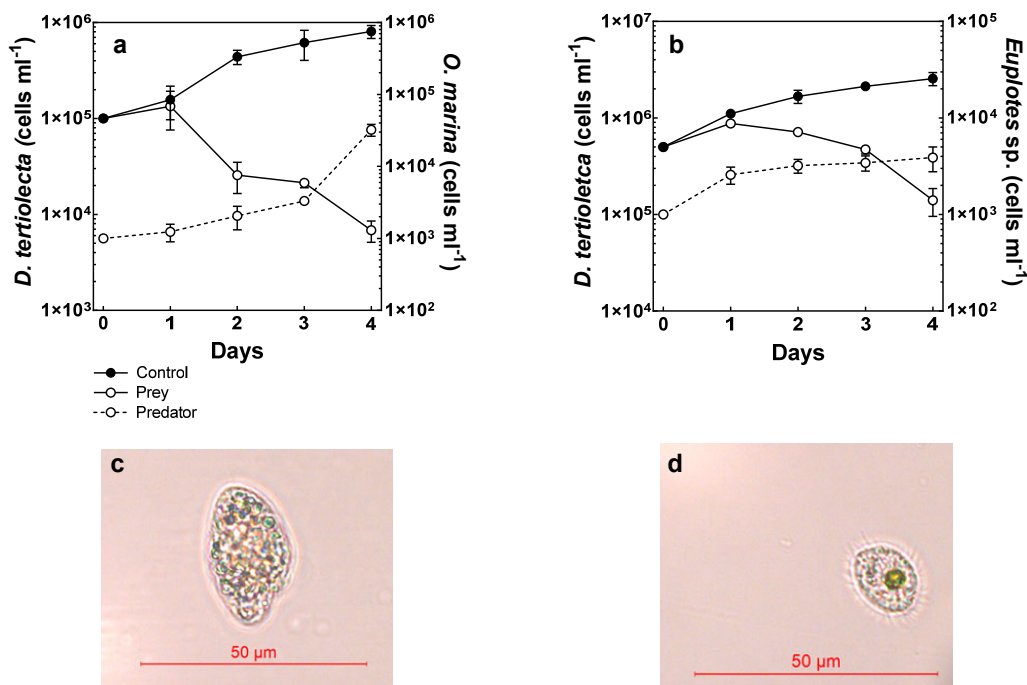 a
1×10⁶
1×10⁵
1×10⁴
1×10³
D. tertiolecta (cells ml⁻¹)
1×10⁶
1×10⁵
1×10⁴
1×10³
1×10²
O. marina (cells ml⁻¹)
0 1 2 3 4
Days
Control
Prey
Predator
b
1×10⁷
1×10⁶
1×10⁵
1×10⁴
D. tertioletca (cells ml⁻¹)
1×10⁵
1×10⁴
1×10³
1×10²
Euplotes sp. (cells ml⁻¹)
0 1 2 3 4
Days
c
50 µm
d
50 µm